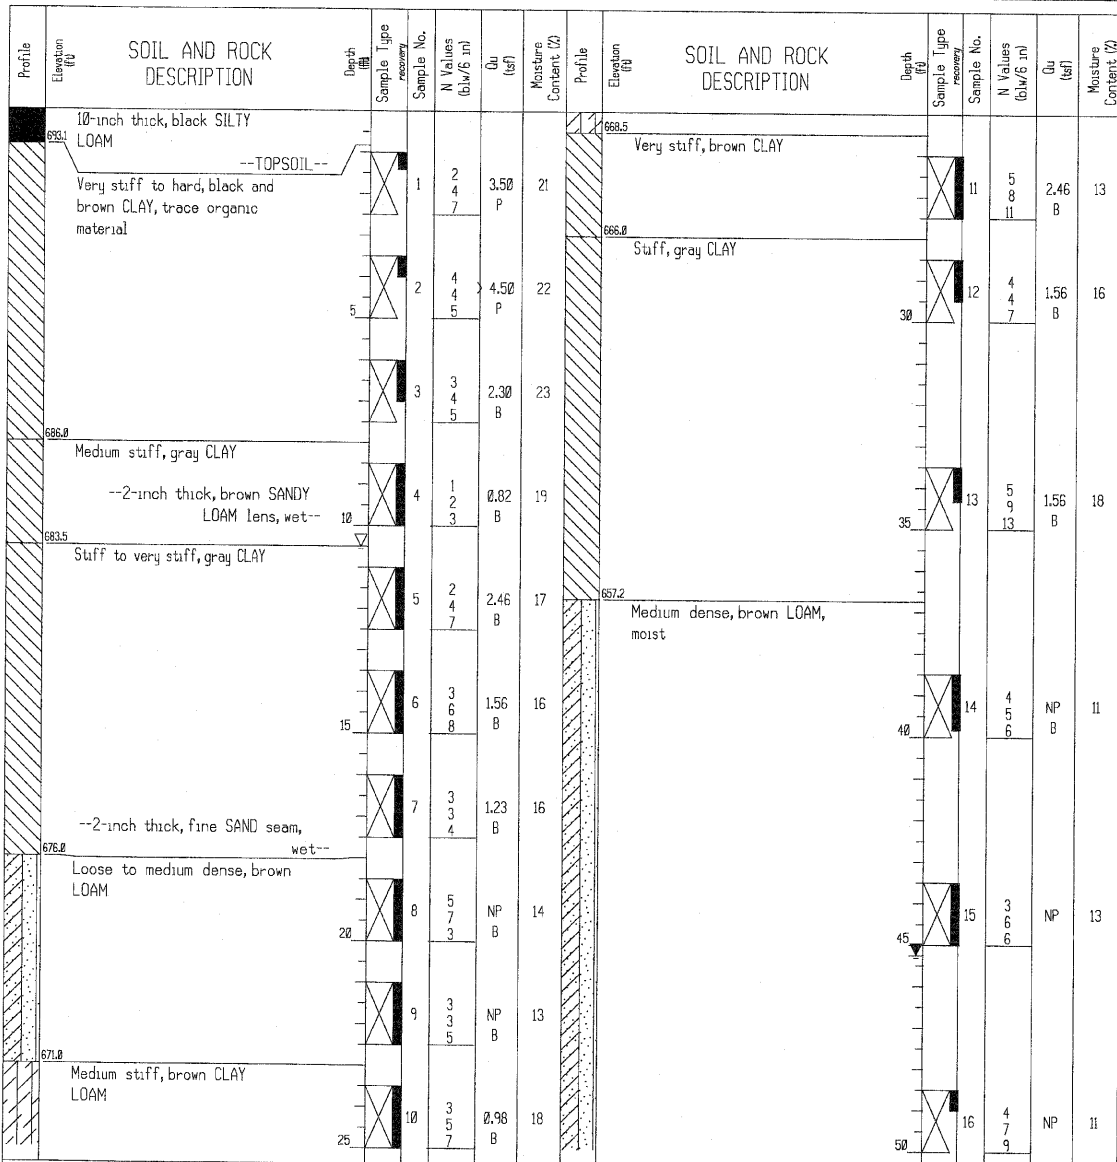 Profile
Elevation (ft)
SOIL AND ROCK
DESCRIPTION
Depth (ft)
Sample Type
recovery
Sample No.
N Values
(blw/6 in)
Qu
(tsf)
Moisture
Content (%)
10-inch thick, black SILTY
693.1
LOAM
--TOPSOIL--
Very stiff to hard, black and
brown CLAY, trace organic
material
1
2
4
7
3.50
P
21
2
4
4
5
> 4.50
P
22
5
3
3
4
5
2.30
B
23
686.0
Medium stiff, gray CLAY
--2-inch thick, brown SANDY
LOAM lens, wet--
10
4
1
2
3
0.82
B
19
683.5
Stiff to very stiff, gray CLAY
5
2
4
7
2.46
B
17
6
3
6
8
1.56
B
16
15
7
3
3
4
1.23
B
16
--2-inch thick, fine SAND seam,
wet--
676.0
Loose to medium dense, brown
LOAM
8
5
7
3
NP
B
14
20
9
3
3
5
NP
B
13
671.0
Medium stiff, brown CLAY
LOAM
10
3
5
7
0.98
B
18
25
Profile
Elevation
(ft)
SOIL AND ROCK
DESCRIPTION
Depth
(ft)
Sample Type
recovery
Sample No.
N Values
(blw/6 in)
Qu
(tsf)
Moisture
Content (%)
668.5
Very stiff, brown CLAY
11
5
8
11
2.46
B
13
666.0
Stiff, gray CLAY
12
4
4
7
1.56
B
16
30
13
5
9
13
1.56
B
18
35
657.2
Medium dense, brown LOAM,
moist
14
4
5
6
NP
B
11
40
15
3
6
6
NP
13
45
16
4
7
9
NP
11
50